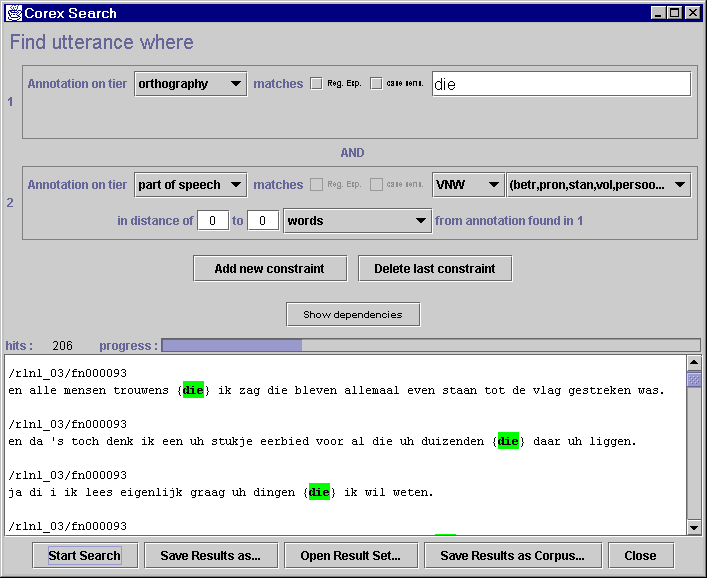 Corex Search
Find utterance where
1
Annotation on tier orthography matches Reg. Exp. case sens. die
AND
2
Annotation on tier part of speech matches Reg. Exp. case sens. VNW (betr,pron,stan,vol,persoo...
in distance of 0 to 0 words from annotation found in 1
Add new constraint Delete last constraint
Show dependencies
hits : 206 progress :
/rlnl_03/fn000093
en alle mensen trouwens {die} ik zag die bleven allemaal even staan tot de vlag gestreken was.
/rlnl_03/fn000093
en da 's toch denk ik een uh stukje eerbied voor al die uh duizenden {die} daar uh liggen.
/rlnl_03/fn000093
ja di i ik lees eigenlijk graag uh dingen {die} ik wil weten.
/rlnl_03/fn000093
Start Search Save Results as... Open Result Set... Save Results as Corpus... Close